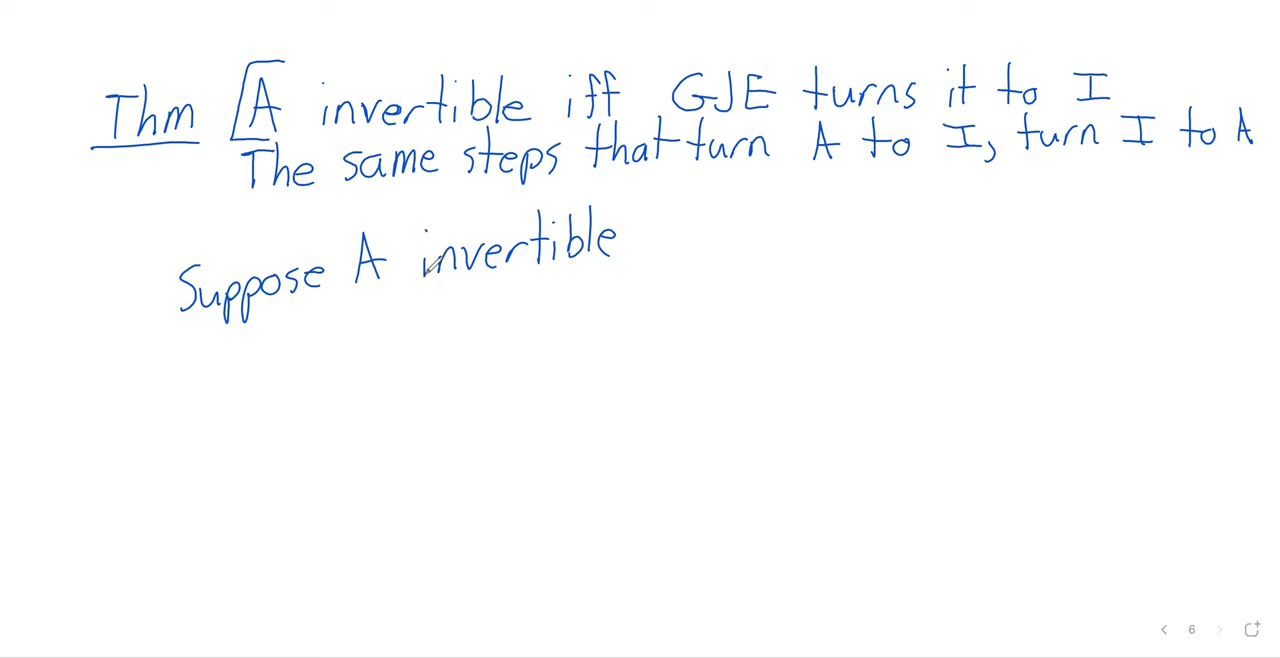 Thm A invertible iff GJE turns it to I
The same steps that turn A to I, turn I to A
Suppose A invertible
6